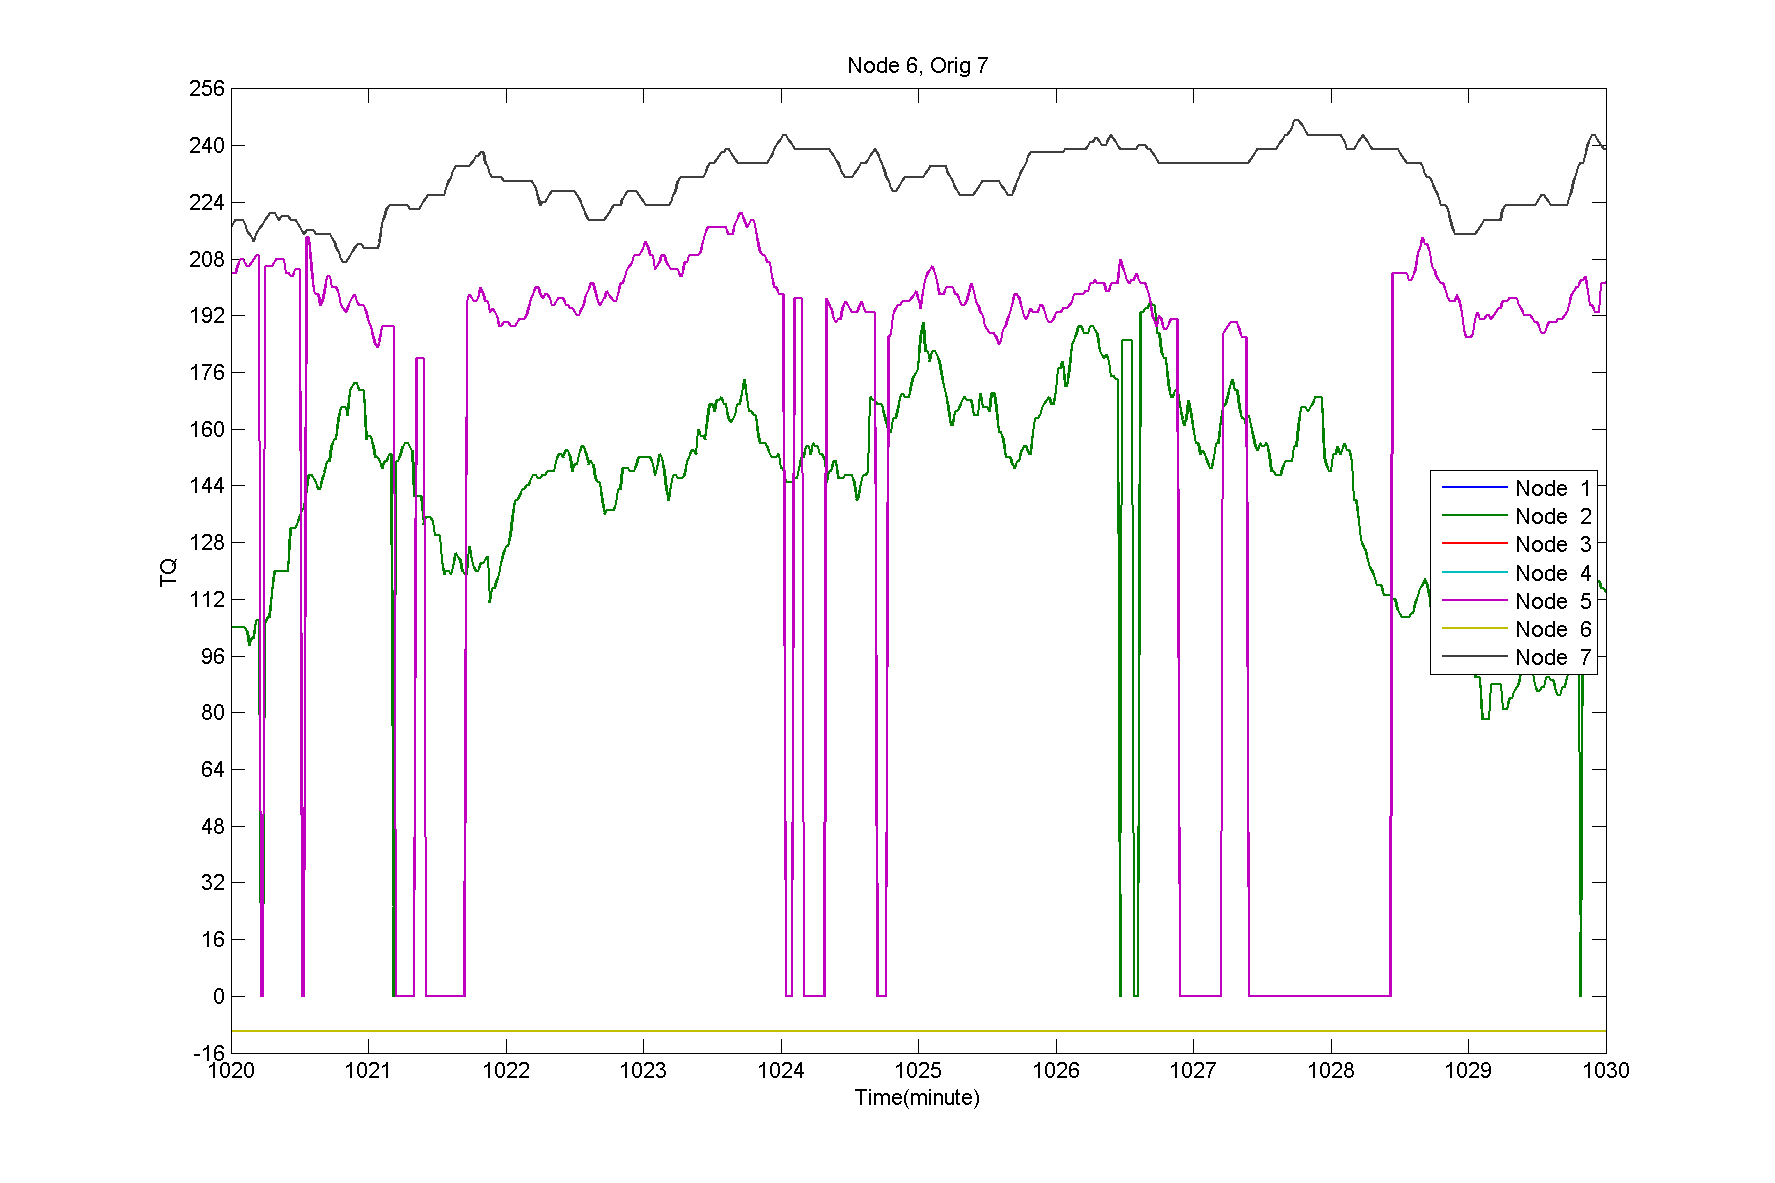 Node 6, Orig 7
256
240
224
208
192
176
160
144
128
112
96
80
64
48
32
16
0
-16
TQ
Node 1
Node 2
Node 3
Node 4
Node 5
Node 6
Node 7
1020 1021 1022 1023 1024 1025 1026 1027 1028 1029 1030
Time(minute)